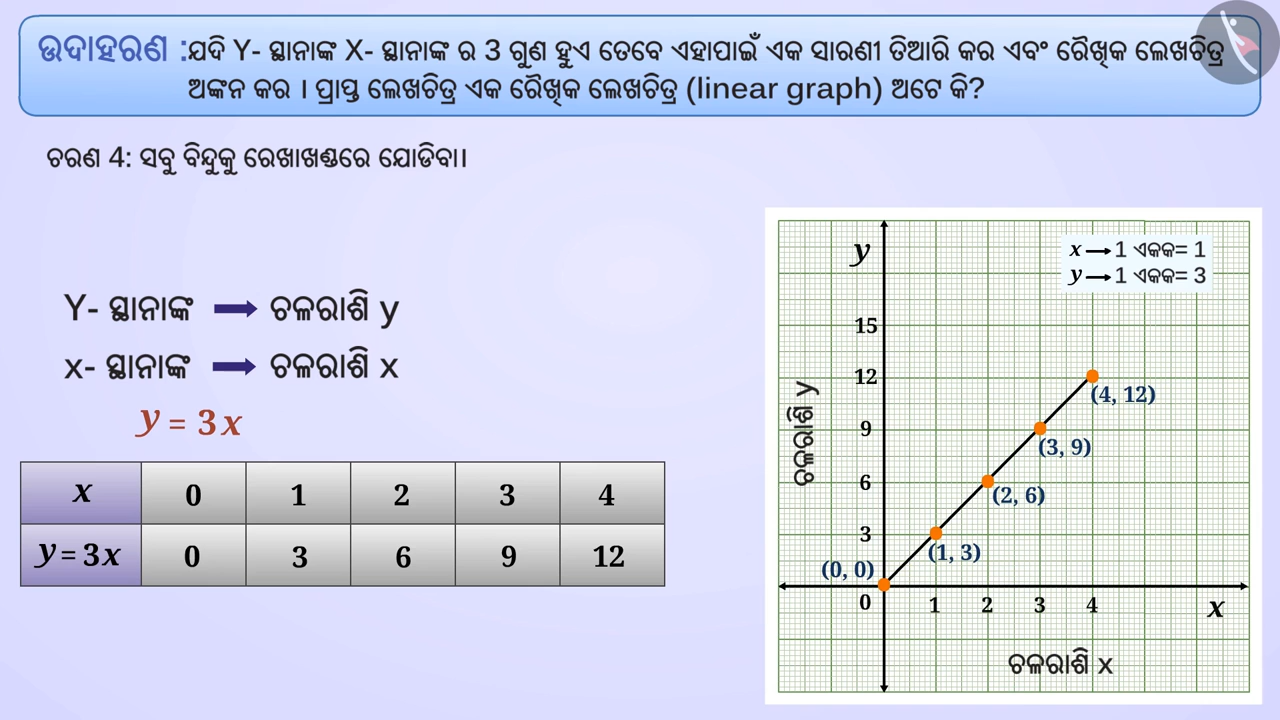 ଉଦାହରଣ :ଯଦି Y- ସ୍ଥାନାଙ୍କ X- ସ୍ଥାନାଙ୍କ ର 3 ଗୁଣ ହୁଏ ତେବେ ଏହାପାଇଁ ଏକ ସାରଣୀ ତିଆରି କର ଏବଂ ରୈଖିକ ଲେଖଚିତ୍ର
ଅଙ୍କନ କର । ପ୍ରାପ୍ତ ଲେଖଚିତ୍ର ଏକ ରୈଖିକ ଲେଖଚିତ୍ର (linear graph) ଅଟେ କି?
ଚରଣ 4: ସବୁ ବିନ୍ଦୁକୁ ରେଖାଖଣ୍ଡରେ ଯୋଡିବା।
Y- ସ୍ଥାନାଙ୍କ ➡ ଚଳରାଶି y
x- ସ୍ଥାନାଙ୍କ ➡ ଚଳରାଶି x
y = 3x
x 0 1 2 3 4
y = 3x 0 3 6 9 12
x → 1 ଏକକ= 1
y → 1 ଏକକ= 3
y
15
12
9
6
3
0
ଚଳରାଶି y
(4, 12)
(3, 9)
(2, 6)
(1, 3)
(0, 0)
1 2 3 4
x
ଚଳରାଶି x